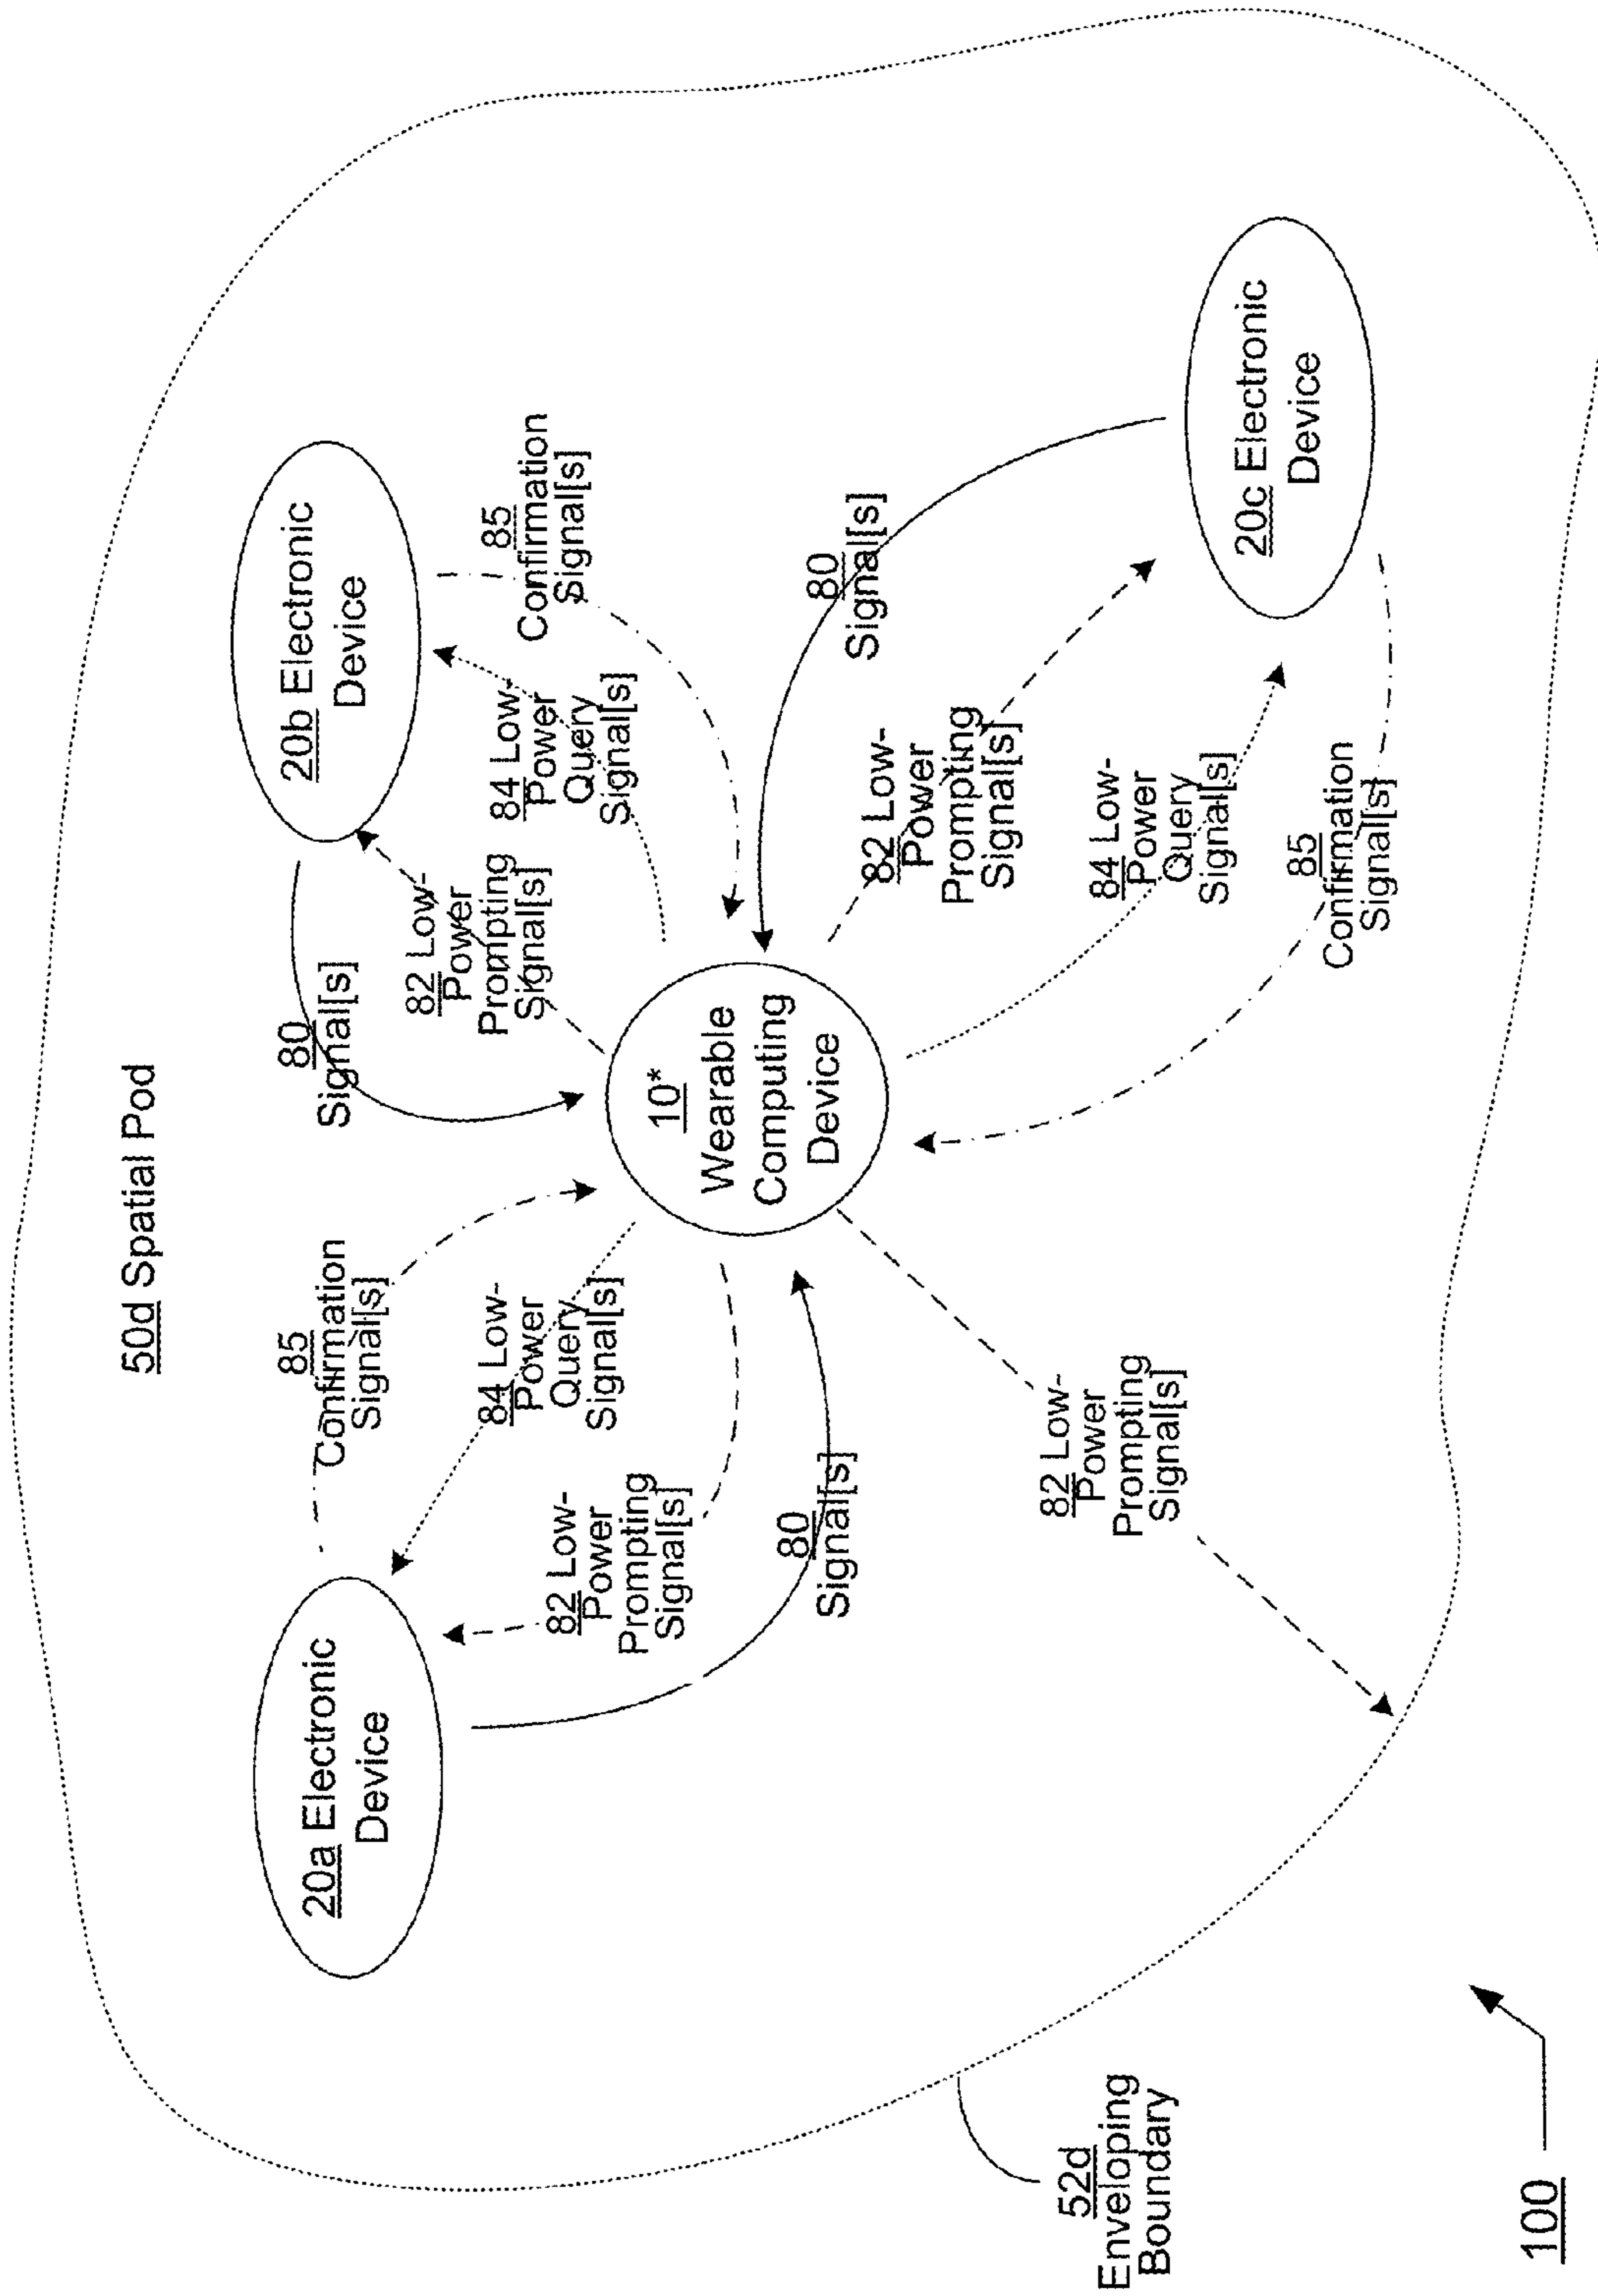 50d Spatial Pod
20a Electronic
Device
85
Confirmation
Signal[s]
84 Low-
Power
Query
Signal[s]
82 Low-
Power
Prompting
Signal[s]
80
Signal[s]
80
Signal[s]
82 Low-
Power
Prompting
Signal[s]
84 Low-
Power
Query
Signal[s]
85
Confirmation
Signal[s]
20b Electronic
Device
10*
Wearable
Computing
Device
80
Signal[s]
82 Low-
Power
Prompting
Signal[s]
84 Low-
Power
Query
Signal[s]
85
Confirmation
Signal[s]
20c Electronic
Device
82 Low-
Power
Prompting
Signal[s]
52d
Enveloping
Boundary
100